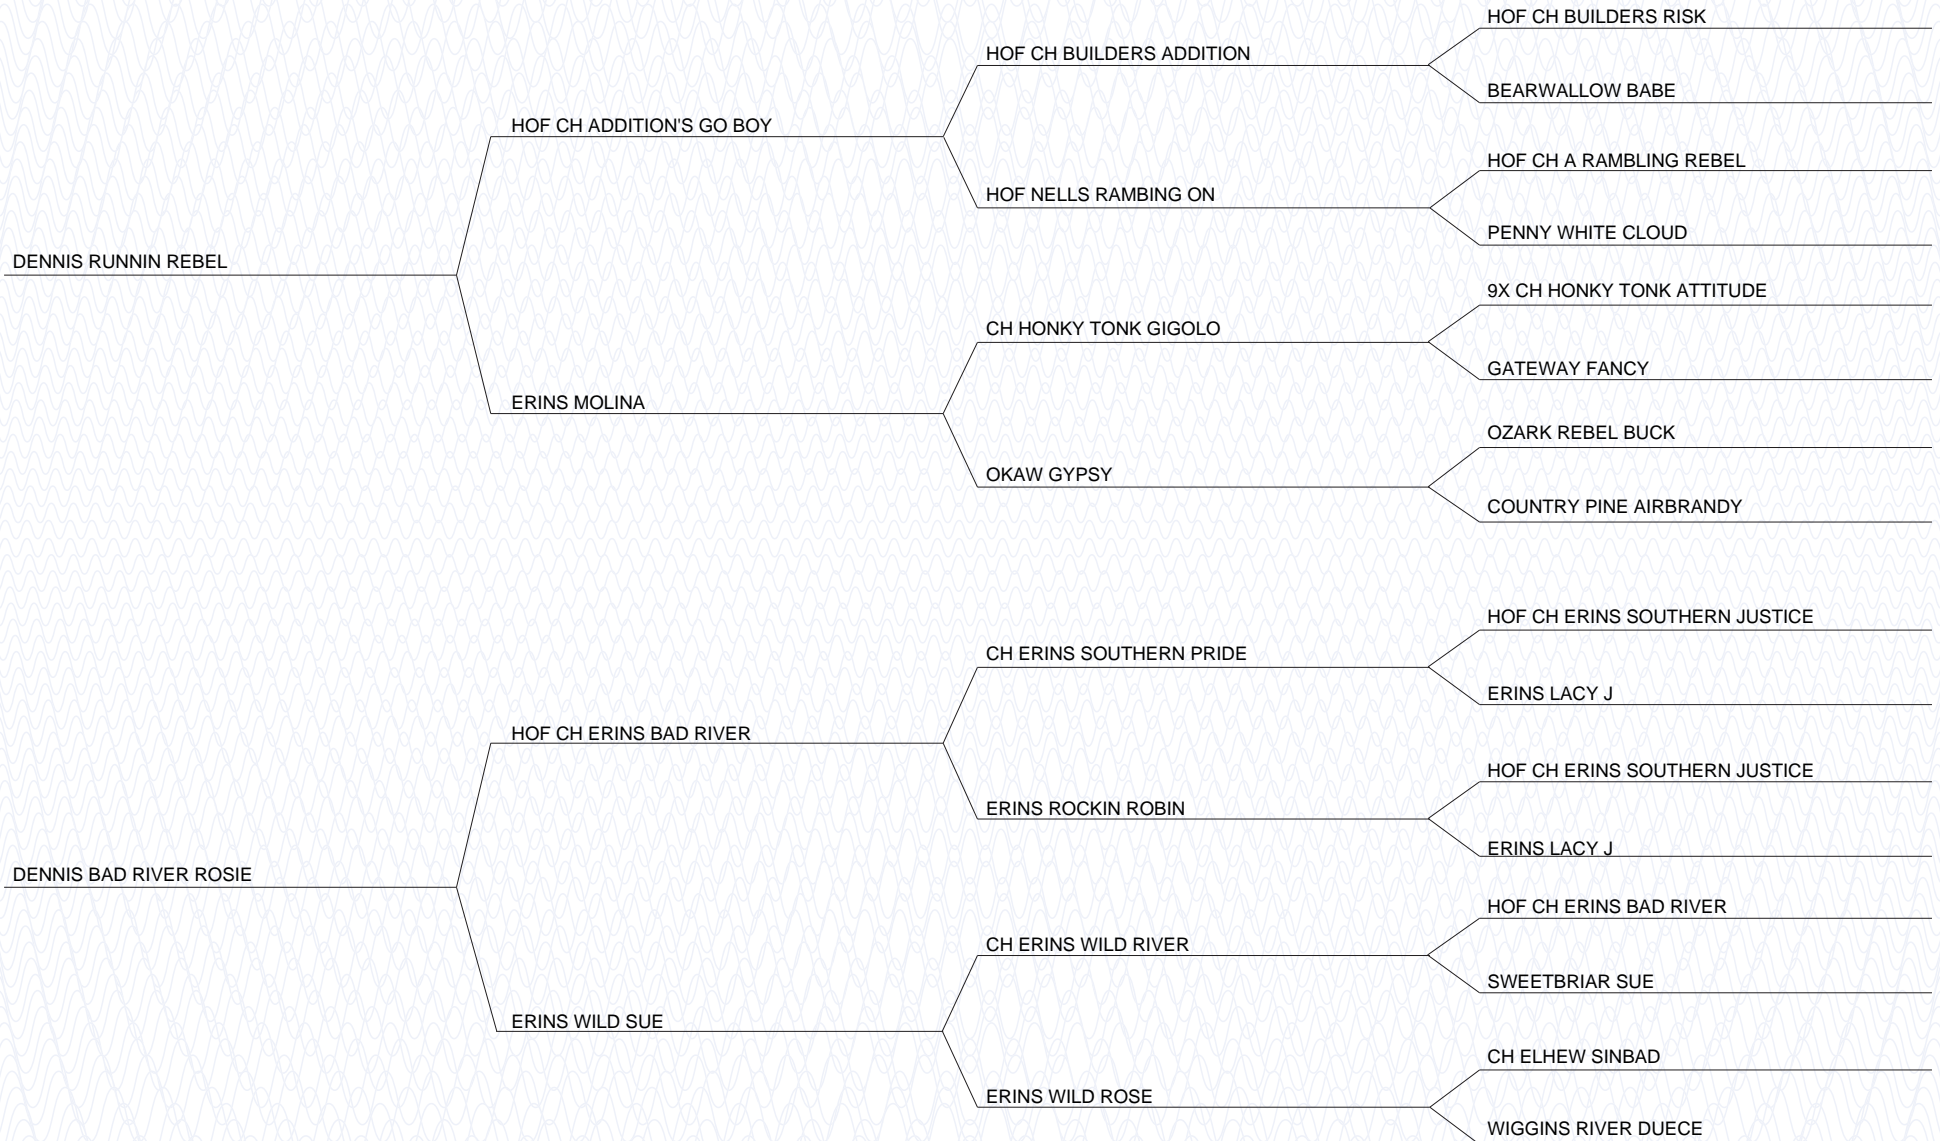 HOF CH BUILDERS RISK
HOF CH BUILDERS ADDITION
BEARWALLOW BABE
HOF CH ADDITION'S GO BOY
HOF CH A RAMBLING REBEL
HOF NELLS RAMBING ON
PENNY WHITE CLOUD
DENNIS RUNNIN REBEL
9X CH HONKY TONK ATTITUDE
CH HONKY TONK GIGOLO
GATEWAY FANCY
ERINS MOLINA
OZARK REBEL BUCK
OKAW GYPSY
COUNTRY PINE AIRBRANDY
HOF CH ERINS SOUTHERN JUSTICE
CH ERINS SOUTHERN PRIDE
ERINS LACY J
HOF CH ERINS BAD RIVER
HOF CH ERINS SOUTHERN JUSTICE
ERINS ROCKIN ROBIN
ERINS LACY J
DENNIS BAD RIVER ROSIE
HOF CH ERINS BAD RIVER
CH ERINS WILD RIVER
SWEETBRIAR SUE
ERINS WILD SUE
CH ELHEW SINBAD
ERINS WILD ROSE
WIGGINS RIVER DUECE